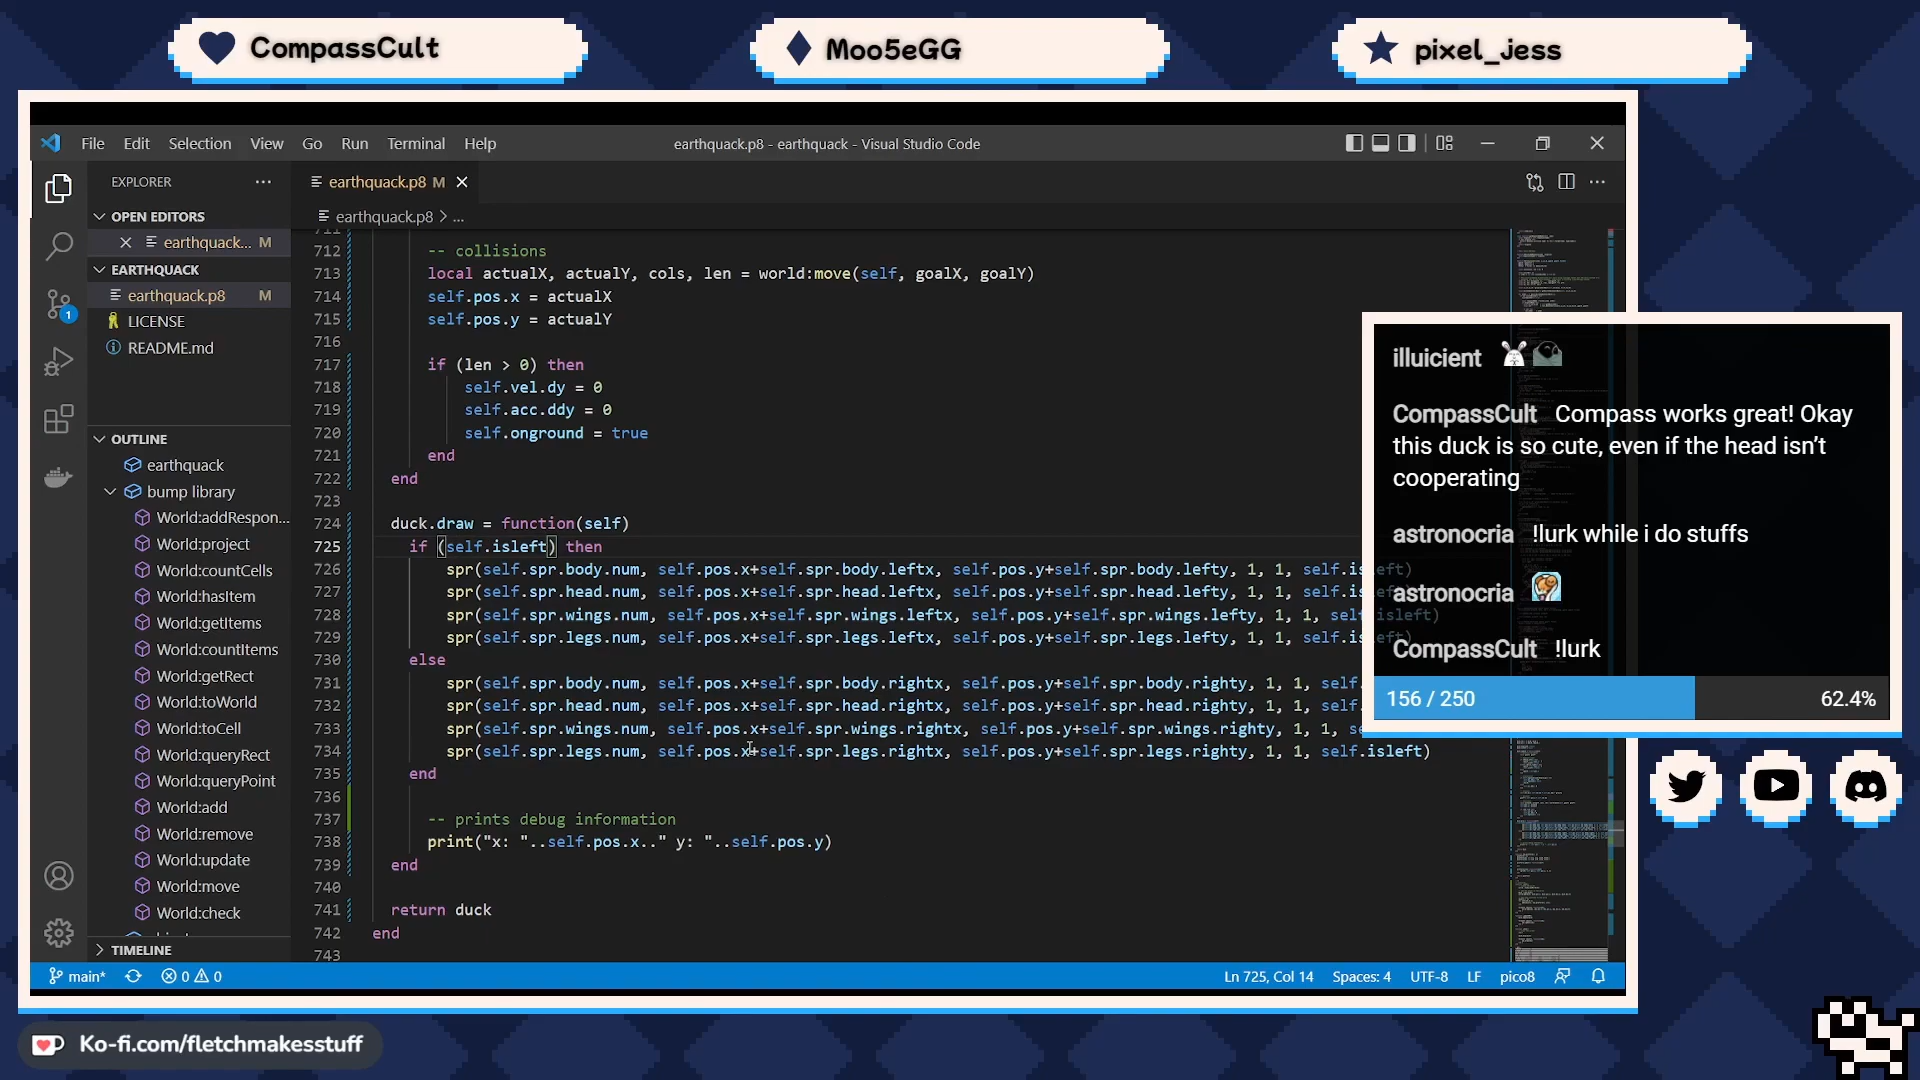 CompassCult
Moo5eGG
pixel_jess
File Edit Selection View Go Run Terminal Help
earthquack.p8 - earthquack - Visual Studio Code
EXPLORER
OPEN EDITORS
earthquack... M
EARTHQUACK
earthquack.p8 M
LICENSE
README.md
OUTLINE
earthquack
bump library
World:addRespon...
World:project
World:countCells
World:hasItem
World:getItems
World:countItems
World:getRect
World:toWorld
World:toCell
World:queryRect
World:queryPoint
World:add
World:remove
World:update
World:move
World:check
TIMELINE
earthquack.p8 M
earthquack.p8 > ...
711
712 -- collisions
713 local actualX, actualY, cols, len = world:move(self, goalX, goalY)
714 self.pos.x = actualX
715 self.pos.y = actualY
716
717 if (len > 0) then
718 self.vel.dy = 0
719 self.acc.ddy = 0
720 self.onground = true
721 end
722 end
723
724 duck.draw = function(self)
725 if (self.isleft) then
726 spr(self.spr.body.num, self.pos.x+self.spr.body.leftx, self.pos.y+self.spr.body.lefty, 1, 1, self.isleft)
727 spr(self.spr.head.num, self.pos.x+self.spr.head.leftx, self.pos.y+self.spr.head.lefty, 1, 1, self.isleft)
728 spr(self.spr.wings.num, self.pos.x+self.spr.wings.leftx, self.pos.y+self.spr.wings.lefty, 1, 1, self.isleft)
729 spr(self.spr.legs.num, self.pos.x+self.spr.legs.leftx, self.pos.y+self.spr.legs.lefty, 1, 1, self.isleft)
730 else
731 spr(self.spr.body.num, self.pos.x+self.spr.body.rightx, self.pos.y+self.spr.body.righty, 1, 1, self.
732 spr(self.spr.head.num, self.pos.x+self.spr.head.rightx, self.pos.y+self.spr.head.righty, 1, 1, self.
733 spr(self.spr.wings.num, self.pos.x+self.spr.wings.rightx, self.pos.y+self.spr.wings.righty, 1, 1, se
734 spr(self.spr.legs.num, self.pos.x+self.spr.legs.rightx, self.pos.y+self.spr.legs.righty, 1, 1, self.isleft)
735 end
736
737 -- prints debug information
738 print("x: "..self.pos.x.." y: "..self.pos.y)
739 end
740
741 return duck
742 end
743
illuicient
CompassCult Compass works great! Okay
this duck is so cute, even if the head isn't
cooperating
astronocria !lurk while i do stuffs
astronocria
CompassCult !lurk
156 / 250 62.4%
1
main* 0 0 Ln 725, Col 14 Spaces: 4 UTF-8 LF pico8
Ko-fi.com/fletchmakesstuff